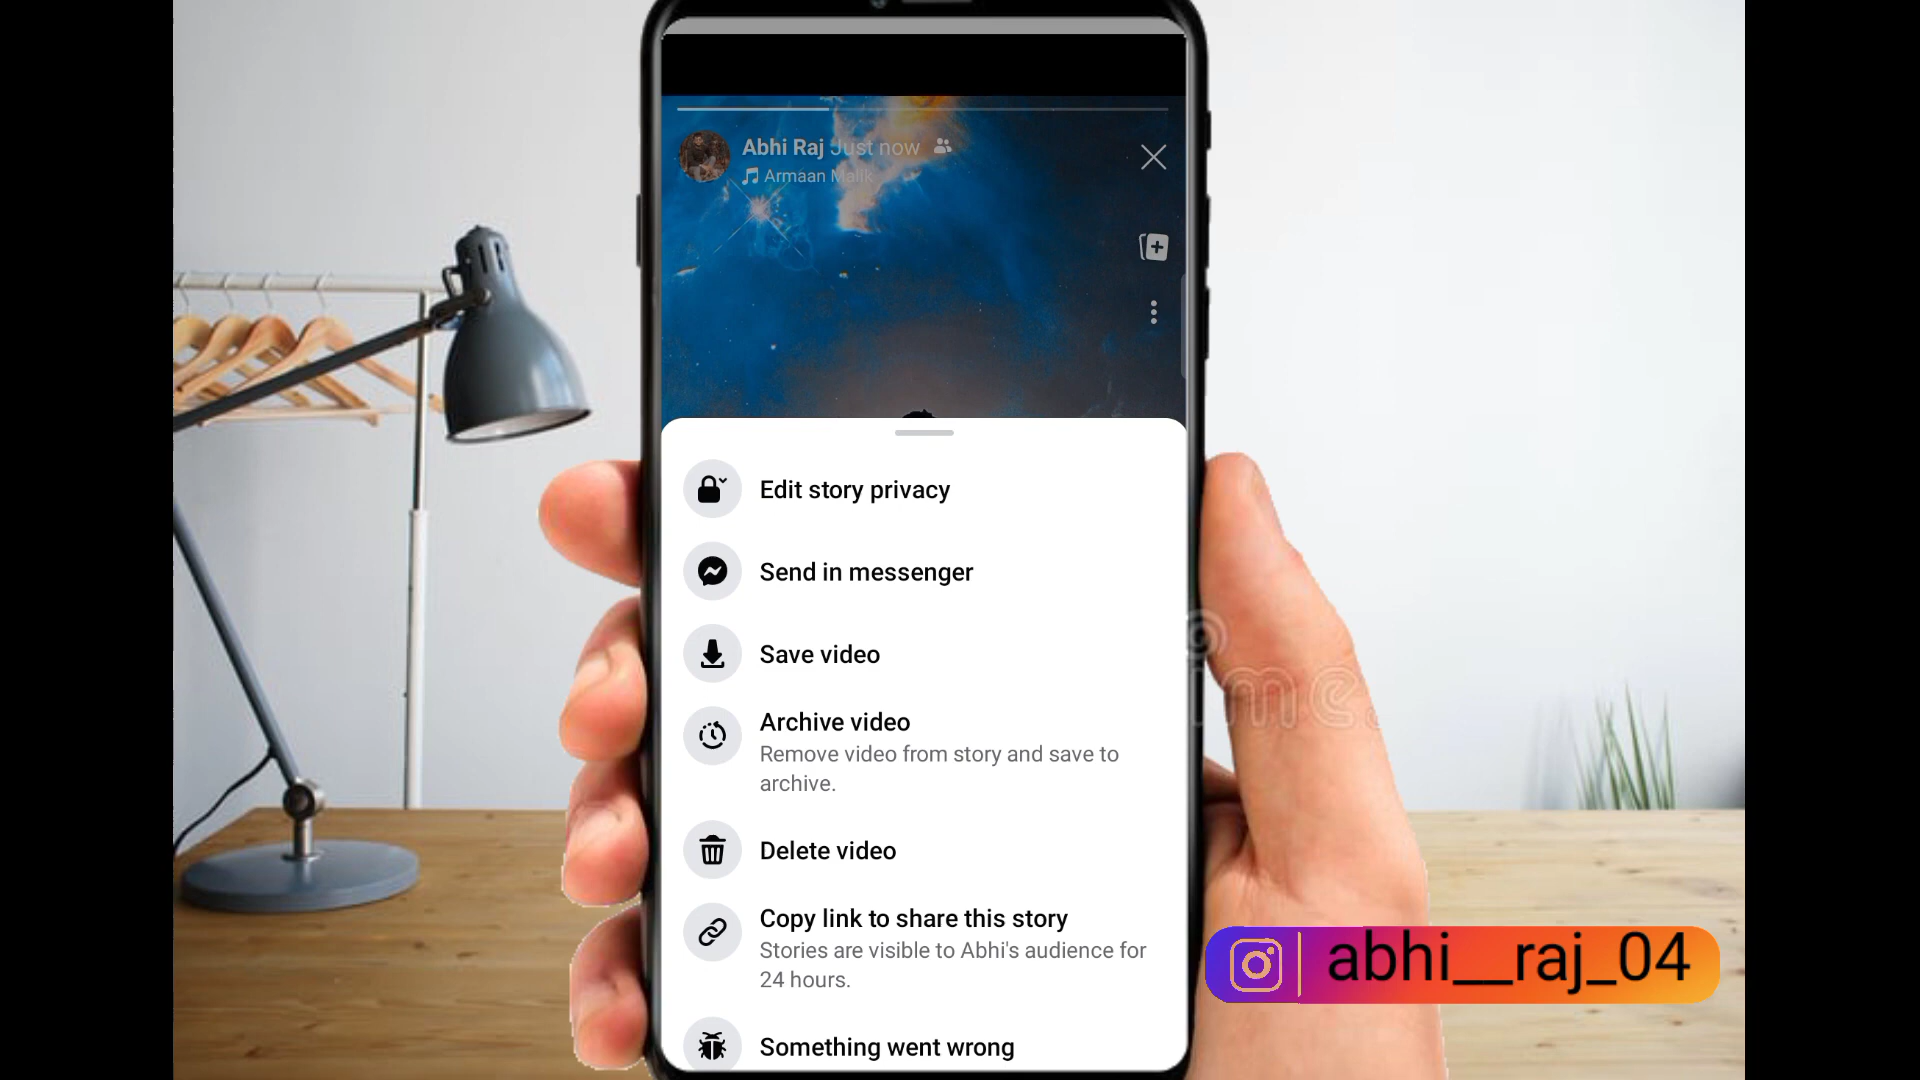 Abhi Raj Just now
Armaan Malik
Edit story privacy
Send in messenger
Save video
Archive video
Remove video from story and save to
archive.
Delete video
Copy link to share this story
Stories are visible to Abhi's audience for
24 hours.
Something went wrong
abhi__raj_04